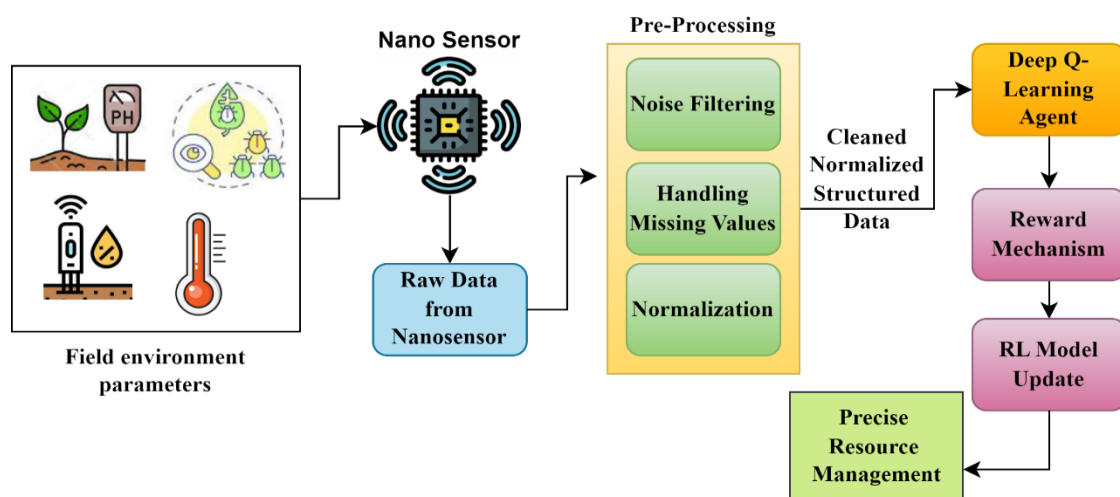 PH
Field environment
parameters
Nano Sensor
Raw Data
from
Nanosensor
Pre-Processing
Noise Filtering
Handling
Missing Values
Normalization
Cleaned
Normalized
Structured
Data
Deep Q-
Learning
Agent
Reward
Mechanism
RL Model
Update
Precise
Resource
Management